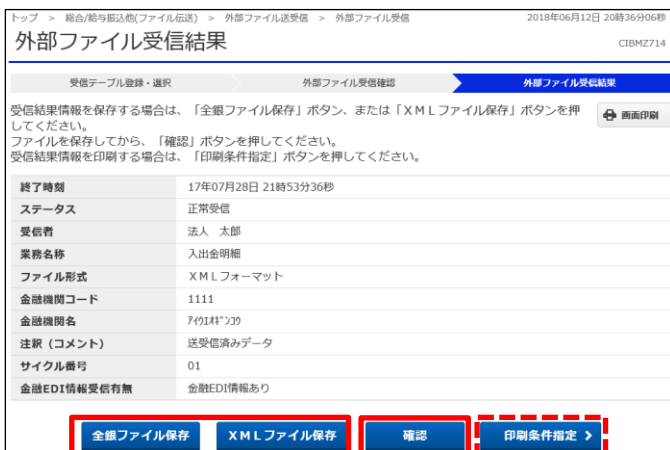 トップ > 総合/給与振込他(ファイル伝送) > 外部ファイル送受信 > 外部ファイル受信
2018年06月12日 20時36分06秒
外部ファイル受信結果
CIBMZ714
受信テーブル登録・選択
外部ファイル受信確認
外部ファイル受信結果
受信結果情報を保存する場合は、「全銀ファイル保存」ボタン、または「ＸＭＬファイル保存」ボタンを押
してください。
ファイルを保存してから、「確認」ボタンを押してください。
受信結果情報を印刷する場合は、「印刷条件指定」ボタンを押してください。
画面印刷
終了時刻 17年07月28日 21時53分36秒
ステータス 正常受信
受信者 法人　太郎
業務名称 入出金明細
ファイル形式 ＸＭＬフォーマット
金融機関コード 1111
金融機関名 ｱｲｳｴｵｷﾞﾝｺｳ
注釈（コメント） 送受信済みデータ
サイクル番号 01
金融EDI情報受信有無 金融EDI情報あり
全銀ファイル保存
ＸＭＬファイル保存
確認
印刷条件指定